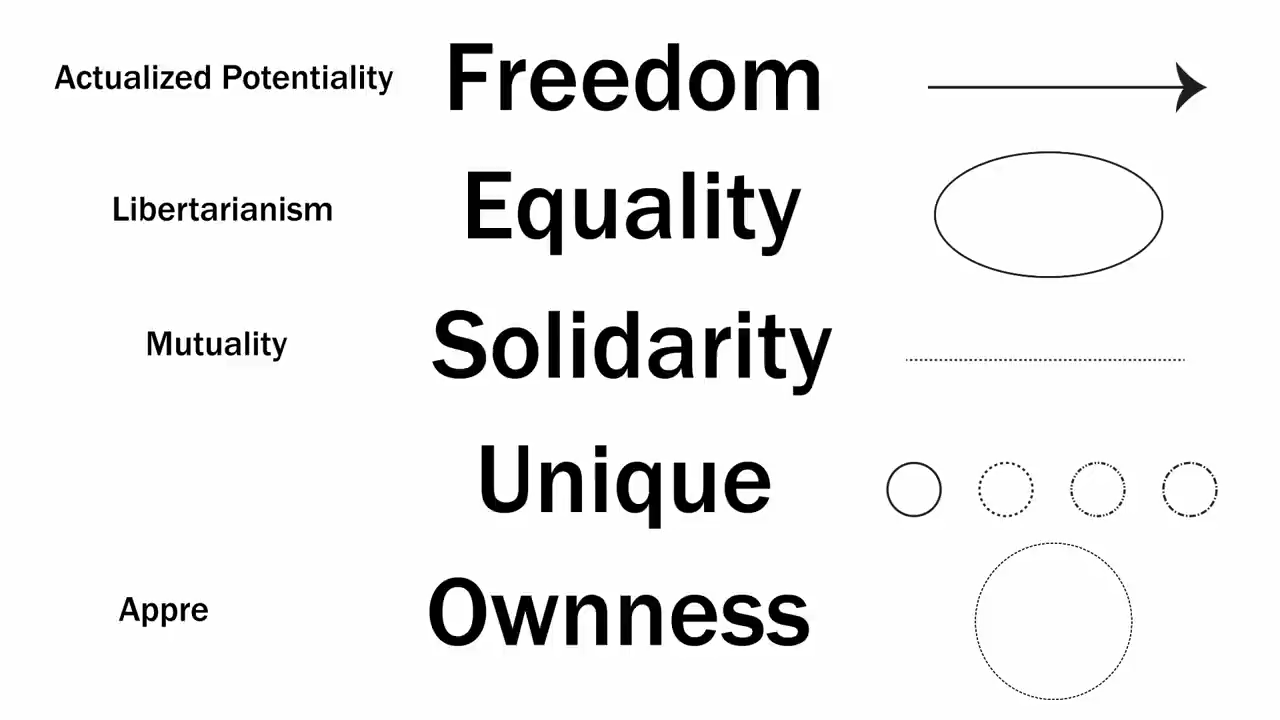 Actualized Potentiality Freedom
Libertarianism Equality
Mutuality Solidarity
Unique
Appre Ownness